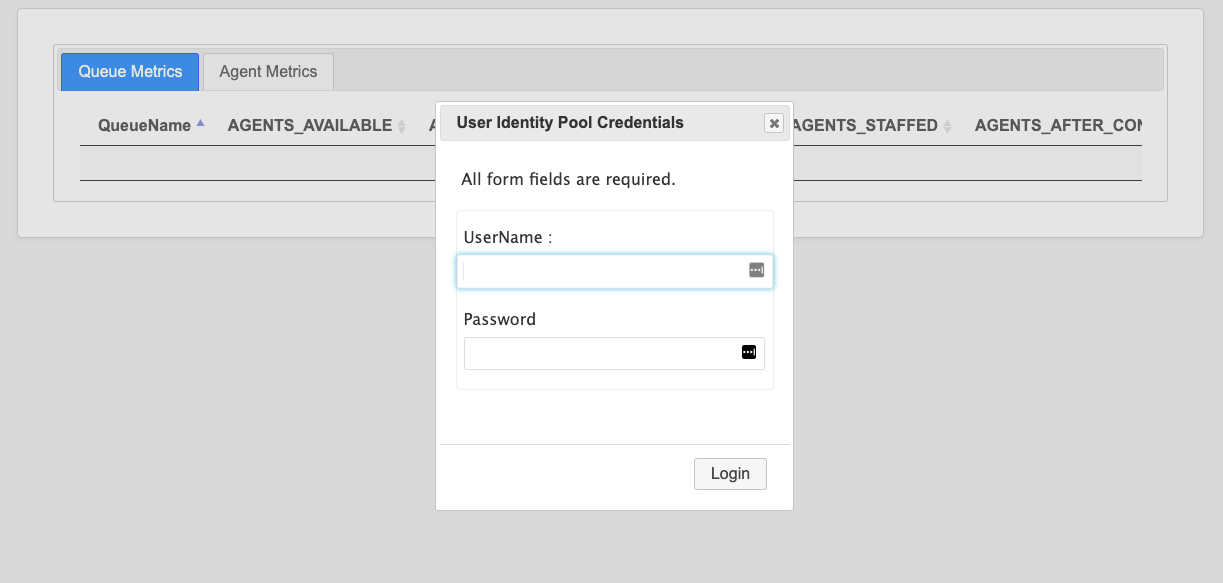 Queue Metrics Agent Metrics
QueueName AGENTS_AVAILABLE AGENTS_STAFFED AGENTS_AFTER_CON
User Identity Pool Credentials
All form fields are required.
UserName :
Password
Login